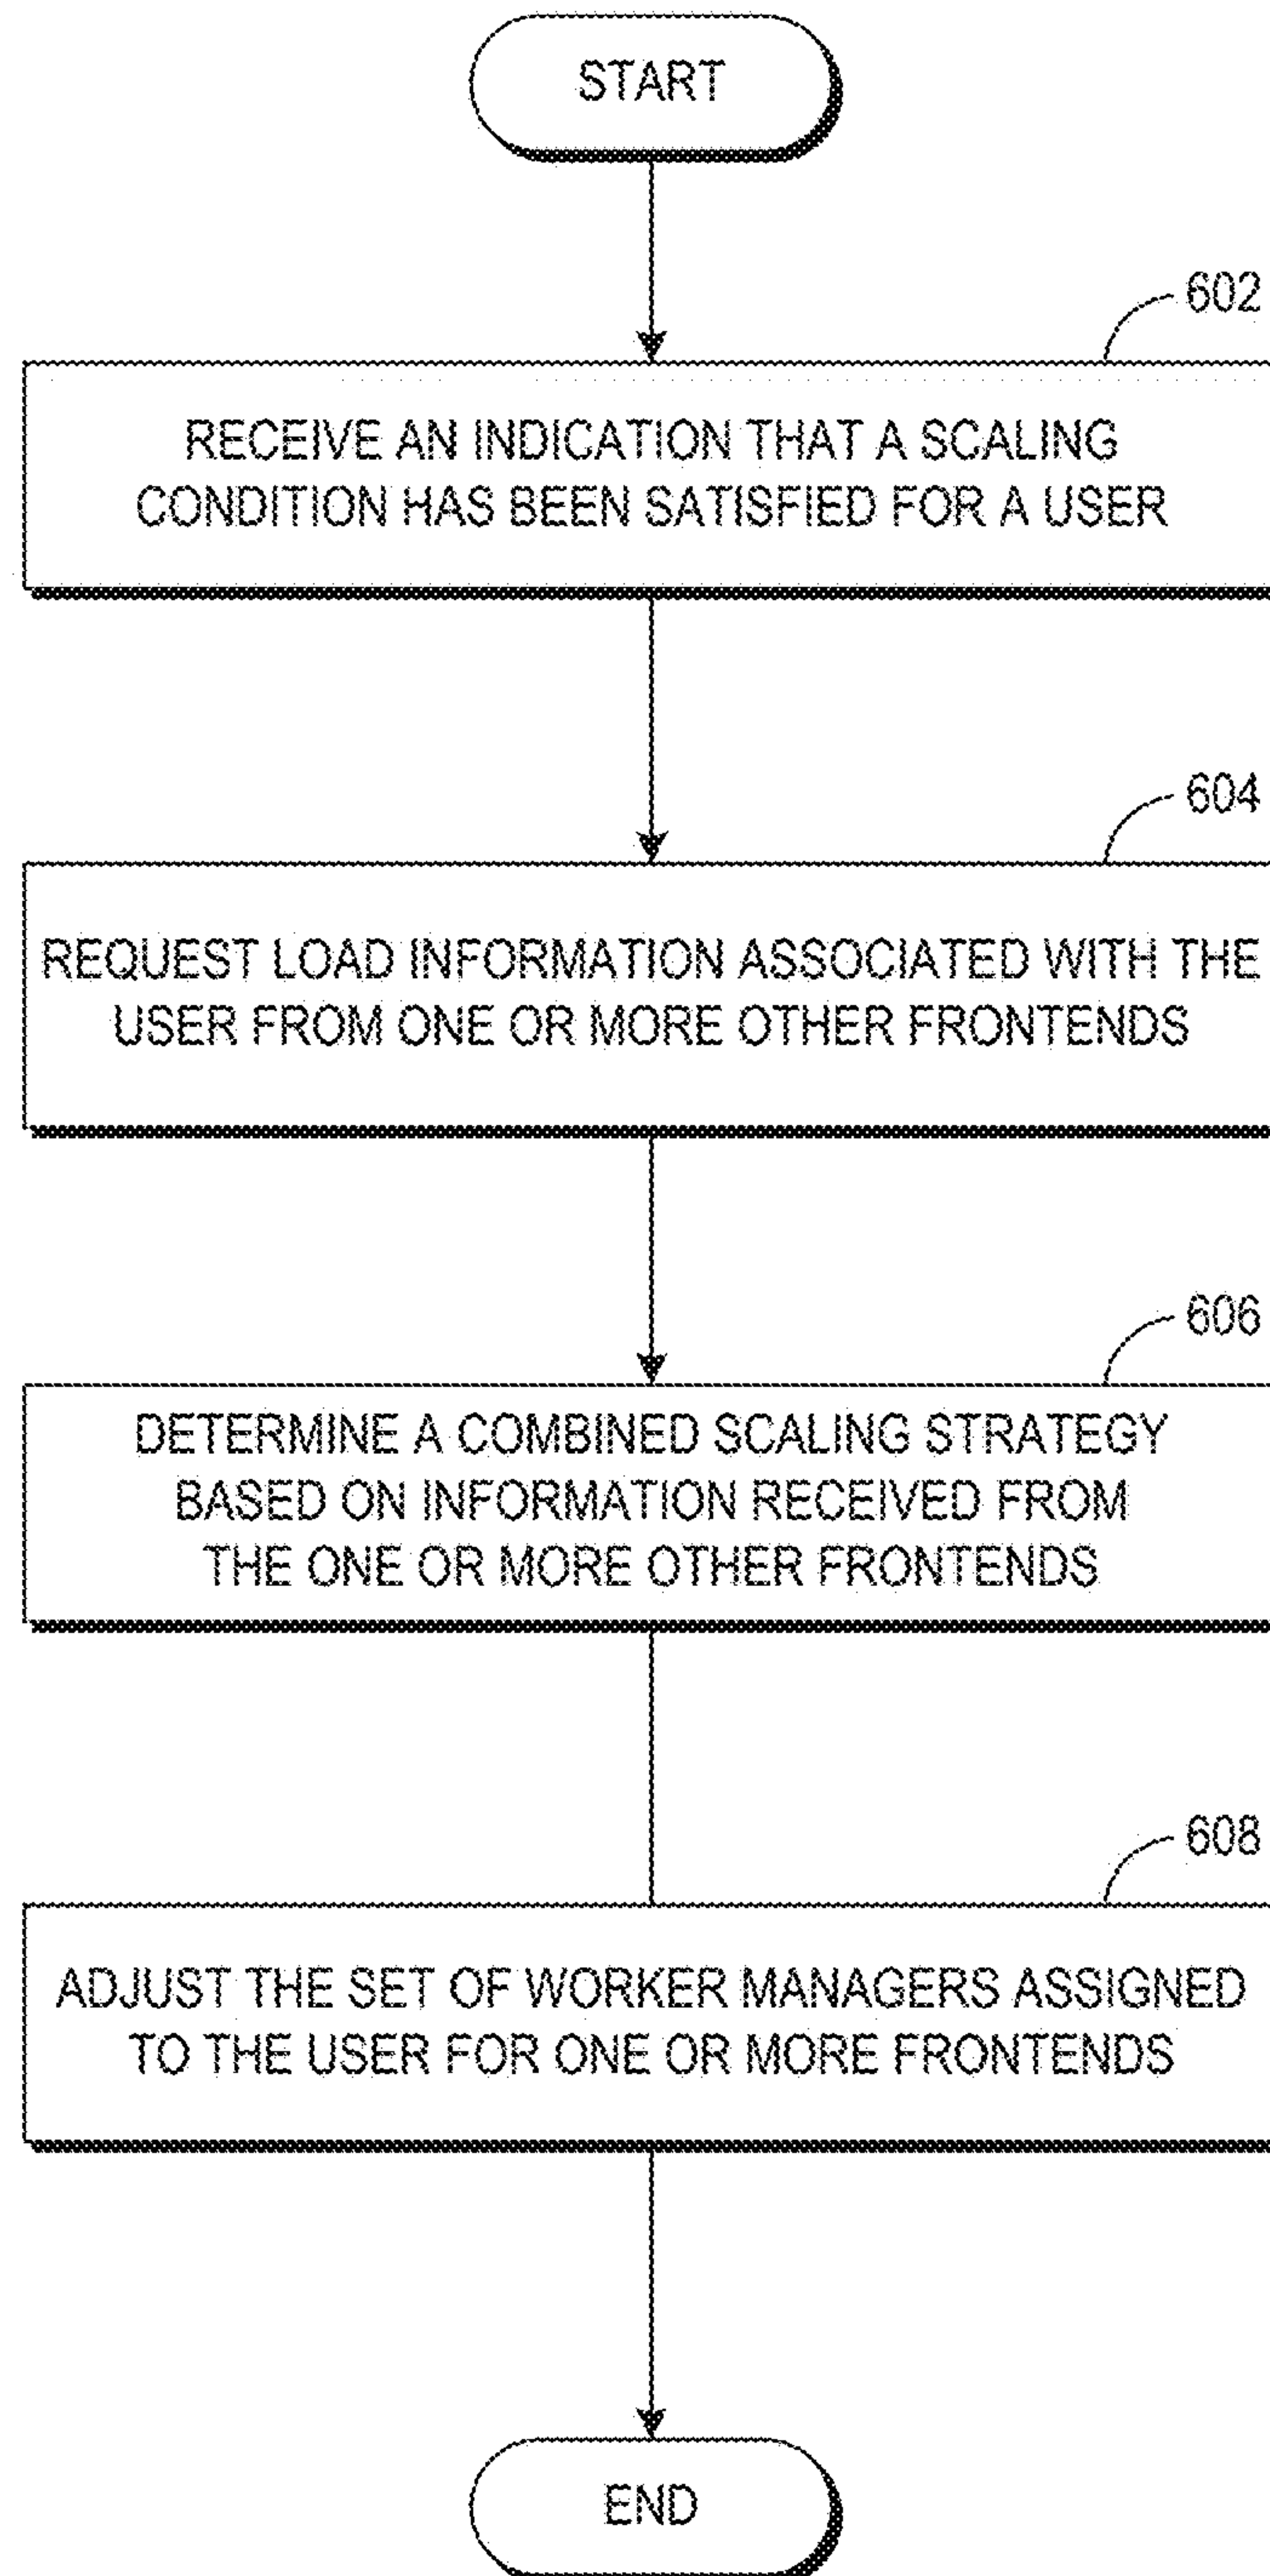 START
602
RECEIVE AN INDICATION THAT A SCALING
CONDITION HAS BEEN SATISFIED FOR A USER
604
REQUEST LOAD INFORMATION ASSOCIATED WITH THE
USER FROM ONE OR MORE OTHER FRONTENDS
606
DETERMINE A COMBINED SCALING STRATEGY
BASED ON INFORMATION RECEIVED FROM
THE ONE OR MORE OTHER FRONTENDS
608
ADJUST THE SET OF WORKER MANAGERS ASSIGNED
TO THE USER FOR ONE OR MORE FRONTENDS
END